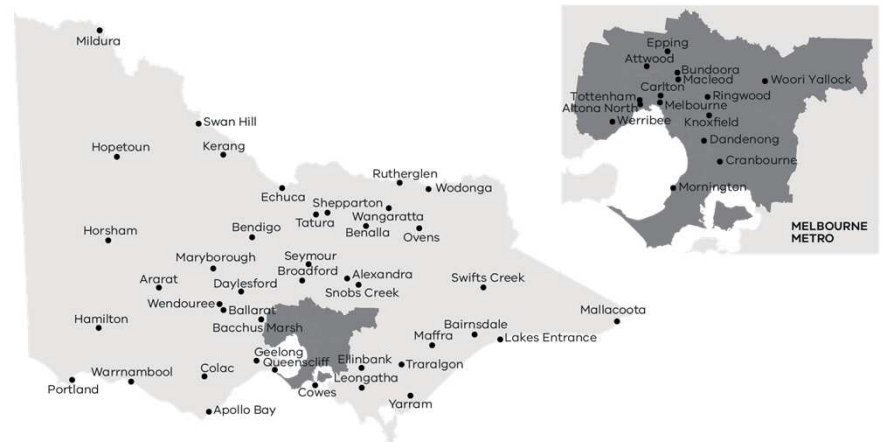 Mildura
Swan Hill
Hopetoun
Kerang
Rutherglen
Echuca
Wodonga
Shepparton
Tatura
Wangaratta
Bendigo
Benalla
Ovens
Horsham
Maryborough
Seymour
Broadford
Alexandra
Ararat
Daylesford
Snobs Creek
Swifts Creek
Wendouree
Ballarat
Hamilton
Bacchus Marsh
Mallacoota
Bairnsdale
Maffra
Lakes Entrance
Geelong
Queenscliff
Ellinbank
Traralgon
Colac
Warrnambool
Leongatha
Portland
Cowes
Yarram
Apollo Bay
Epping
Attwood
Bundoora
Macleod
Woori Yallock
Carlton
Tottenham
Ringwood
Altona North
Melbourne
Werribee
Knoxfield
Dandenong
Cranbourne
Mornington
MELBOURNE
METRO